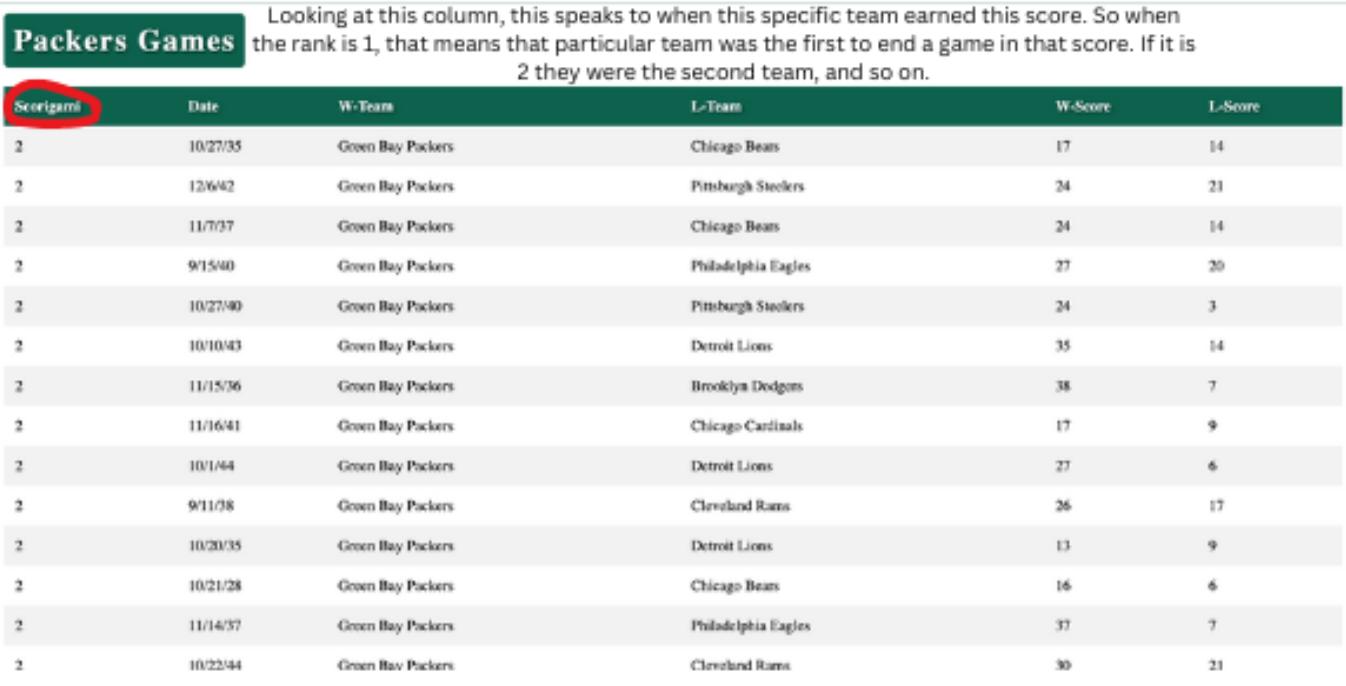 Looking at this column, this speaks to when this specific team earned this score. So when
Packers Games the rank is 1, that means that particular team was the first to end a game in that score. If it is
2 they were the second team, and so on.
Scorigami Date W-Team L-Team W-Score L-Score
2 10/27/35 Green Bay Packers Chicago Bears 17 14
2 12/6/42 Green Bay Packers Pittsburgh Steelers 24 21
2 11/7/37 Green Bay Packers Chicago Bears 24 14
2 9/15/40 Green Bay Packers Philadelphia Eagles 27 20
2 10/27/40 Green Bay Packers Pittsburgh Steelers 24 3
2 10/10/43 Green Bay Packers Detroit Lions 35 14
2 11/15/36 Green Bay Packers Brooklyn Dodgers 38 7
2 11/16/41 Green Bay Packers Chicago Cardinals 17 9
2 10/1/44 Green Bay Packers Detroit Lions 27 6
2 9/11/38 Green Bay Packers Cleveland Rams 26 17
2 10/20/35 Green Bay Packers Detroit Lions 13 9
2 10/21/28 Green Bay Packers Chicago Bears 16 6
2 11/14/37 Green Bay Packers Philadelphia Eagles 37 7
2 10/22/44 Green Bay Packers Cleveland Rams 30 21